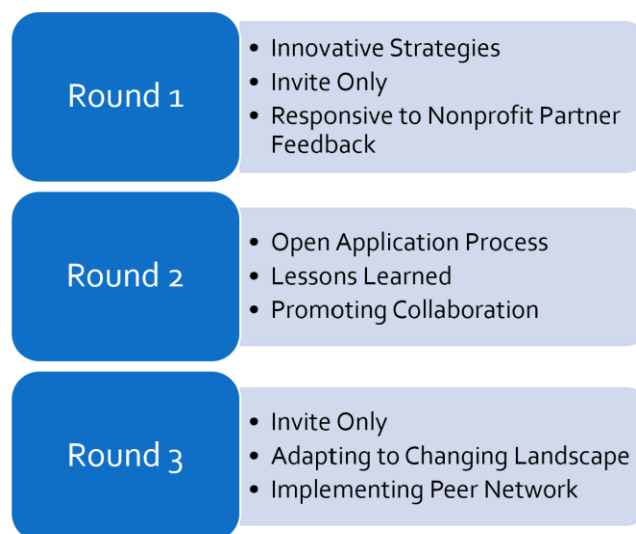 Round 1
• Innovative Strategies
• Invite Only
• Responsive to Nonprofit Partner
Feedback
Round 2
• Open Application Process
• Lessons Learned
• Promoting Collaboration
Round 3
• Invite Only
• Adapting to Changing Landscape
• Implementing Peer Network